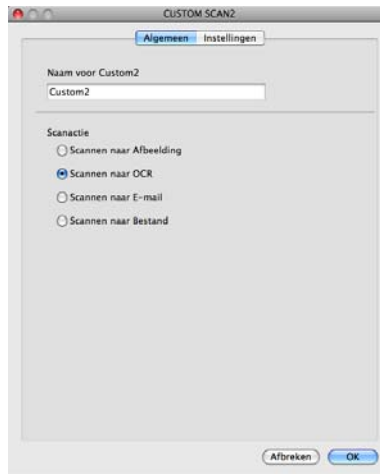 CUSTOM SCAN2
Algemeen Instellingen
Naam voor Custom2
Custom2
Scanactie
Scannen naar Afbeelding
Scannen naar OCR
Scannen naar E-mail
Scannen naar Bestand
Afbreken OK